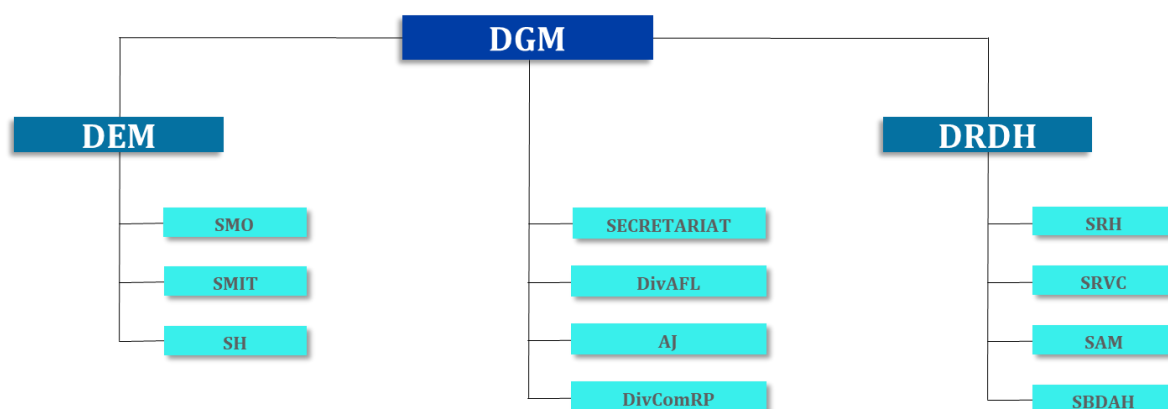 DGM
DEM
DRDH
SMO
SECRETARIAT
SRH
SMIT
DivAFL
SRVC
SH
AJ
SAM
DivComRP
SBDAH